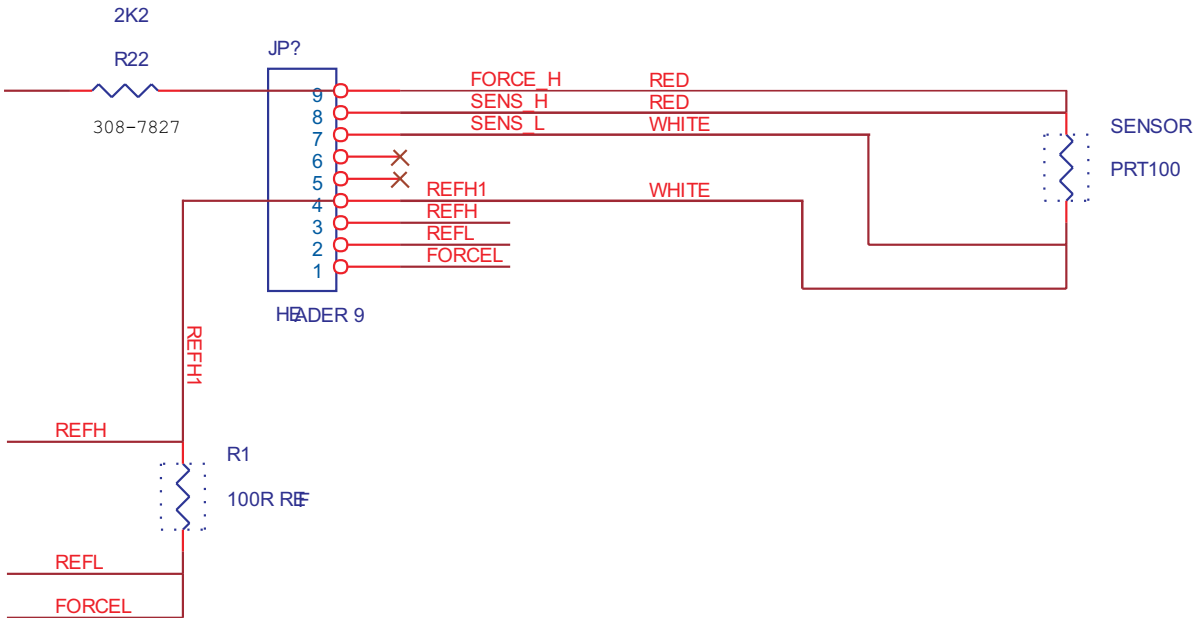 2K2
R22
308-7827
JP?
9
8
7
6
5
4
3
2
1
HEADER 9
FORCE_H
RED
SENS_H
RED
SENS_L
WHITE
REFH1
WHITE
REFH
REFL
FORCEL
SENSOR
PRT100
REFH1
REFH
R1
100R REF
REFL
FORCEL